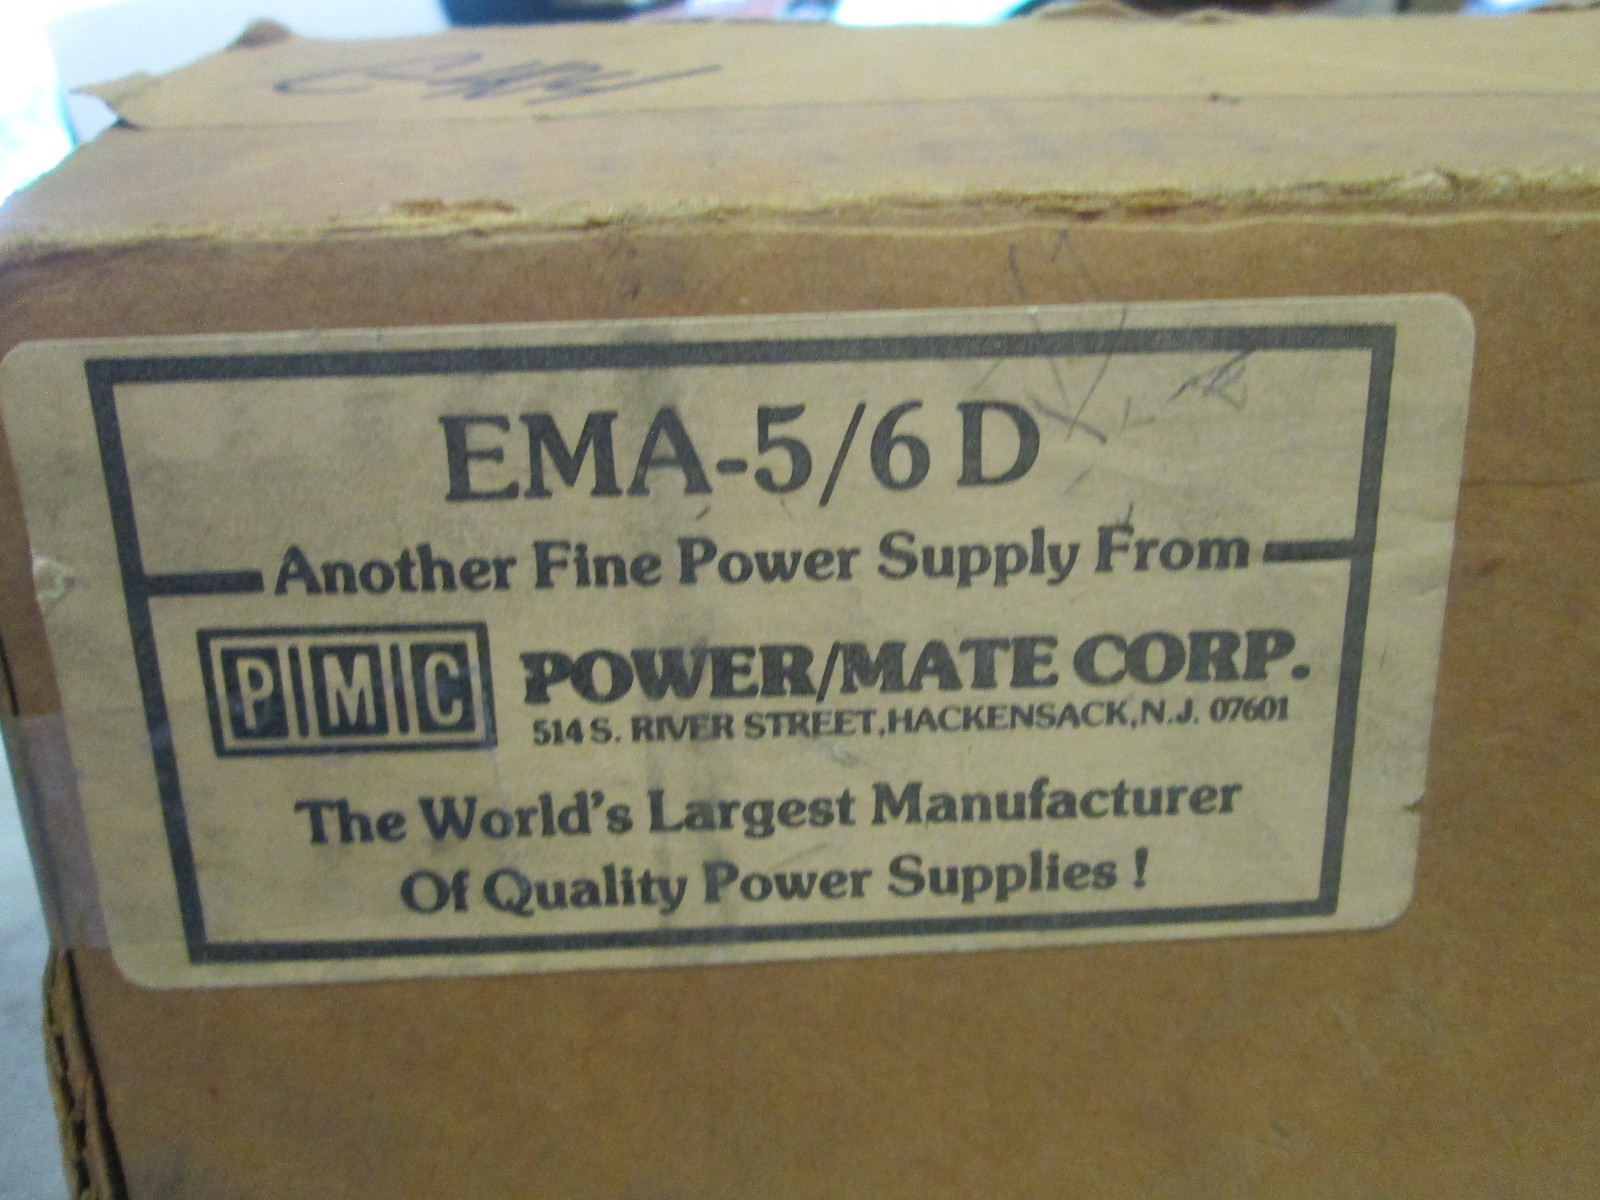 EMA-5/6 D
Another Fine Power Supply From
PMC
POWER/MATE CORP.
514 S. RIVER STREET, HACKENSACK, N.J. 07601
The World's Largest Manufacturer
Of Quality Power Supplies !